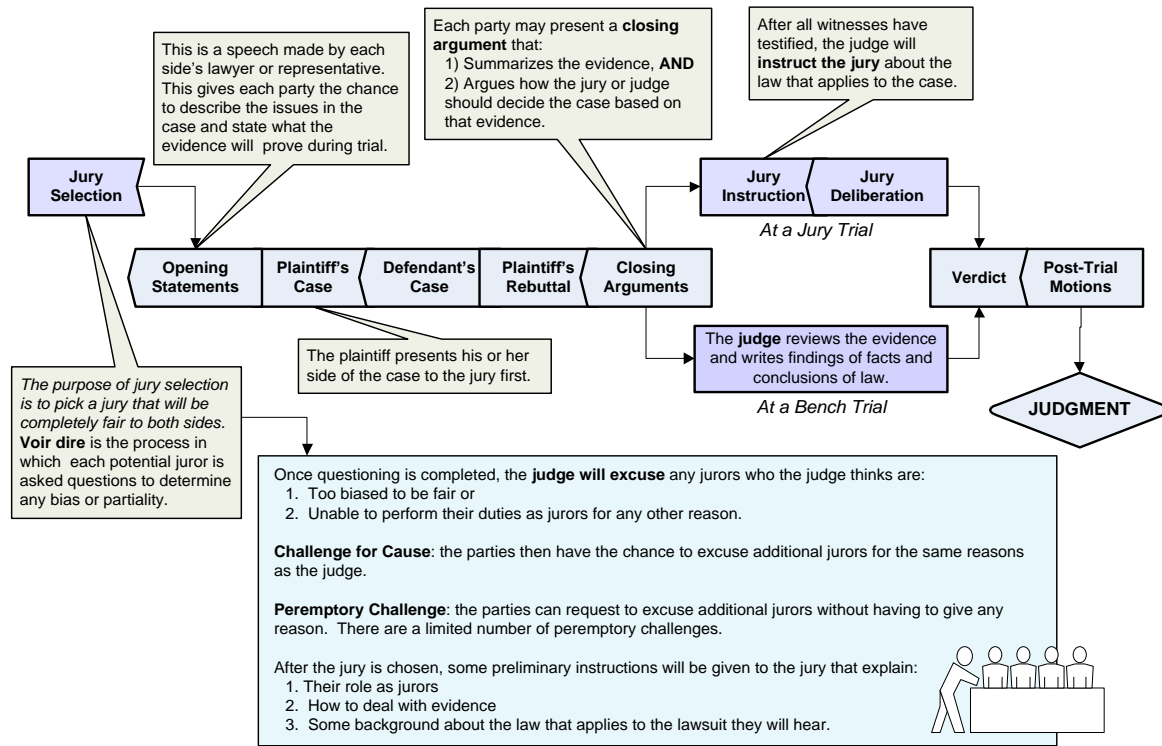 This is a speech made by each
side's lawyer or representative.
This gives each party the chance
to describe the issues in the
case and state what the
evidence will prove during trial.
Each party may present a closing
argument that:
1) Summarizes the evidence, AND
2) Argues how the jury or judge
should decide the case based on
that evidence.
After all witnesses have
testified, the judge will
instruct the jury about the
law that applies to the case.
Jury
Selection
Jury
Instruction
Jury
Deliberation
At a Jury Trial
Opening
Statements
Plaintiff's
Case
Defendant's
Case
Plaintiff's
Rebuttal
Closing
Arguments
Verdict
Post-Trial
Motions
The plaintiff presents his or her
side of the case to the jury first.
The judge reviews the evidence
and writes findings of facts and
conclusions of law.
At a Bench Trial
JUDGMENT
The purpose of jury selection
is to pick a jury that will be
completely fair to both sides.
Voir dire is the process in
which each potential juror is
asked questions to determine
any bias or partiality.
Once questioning is completed, the judge will excuse any jurors who the judge thinks are:
1. Too biased to be fair or
2. Unable to perform their duties as jurors for any other reason.
Challenge for Cause: the parties then have the chance to excuse additional jurors for the same reasons
as the judge.
Peremptory Challenge: the parties can request to excuse additional jurors without having to give any
reason. There are a limited number of peremptory challenges.
After the jury is chosen, some preliminary instructions will be given to the jury that explain:
1. Their role as jurors
2. How to deal with evidence
3. Some background about the law that applies to the lawsuit they will hear.